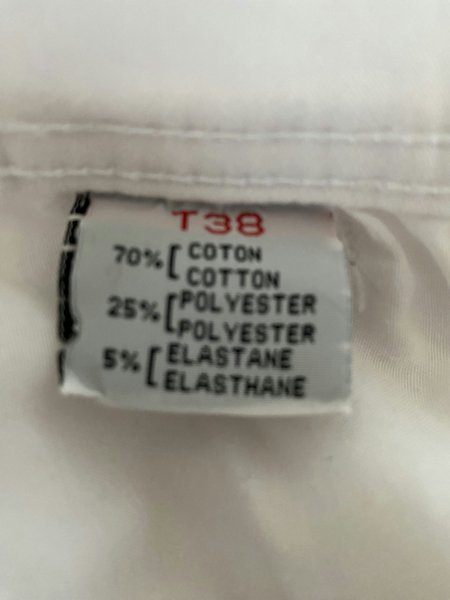 T38
70% [ COTON
COTTON
25% [ POLYESTER
POLYESTER
5% [ ELASTANE
ELASTHANE